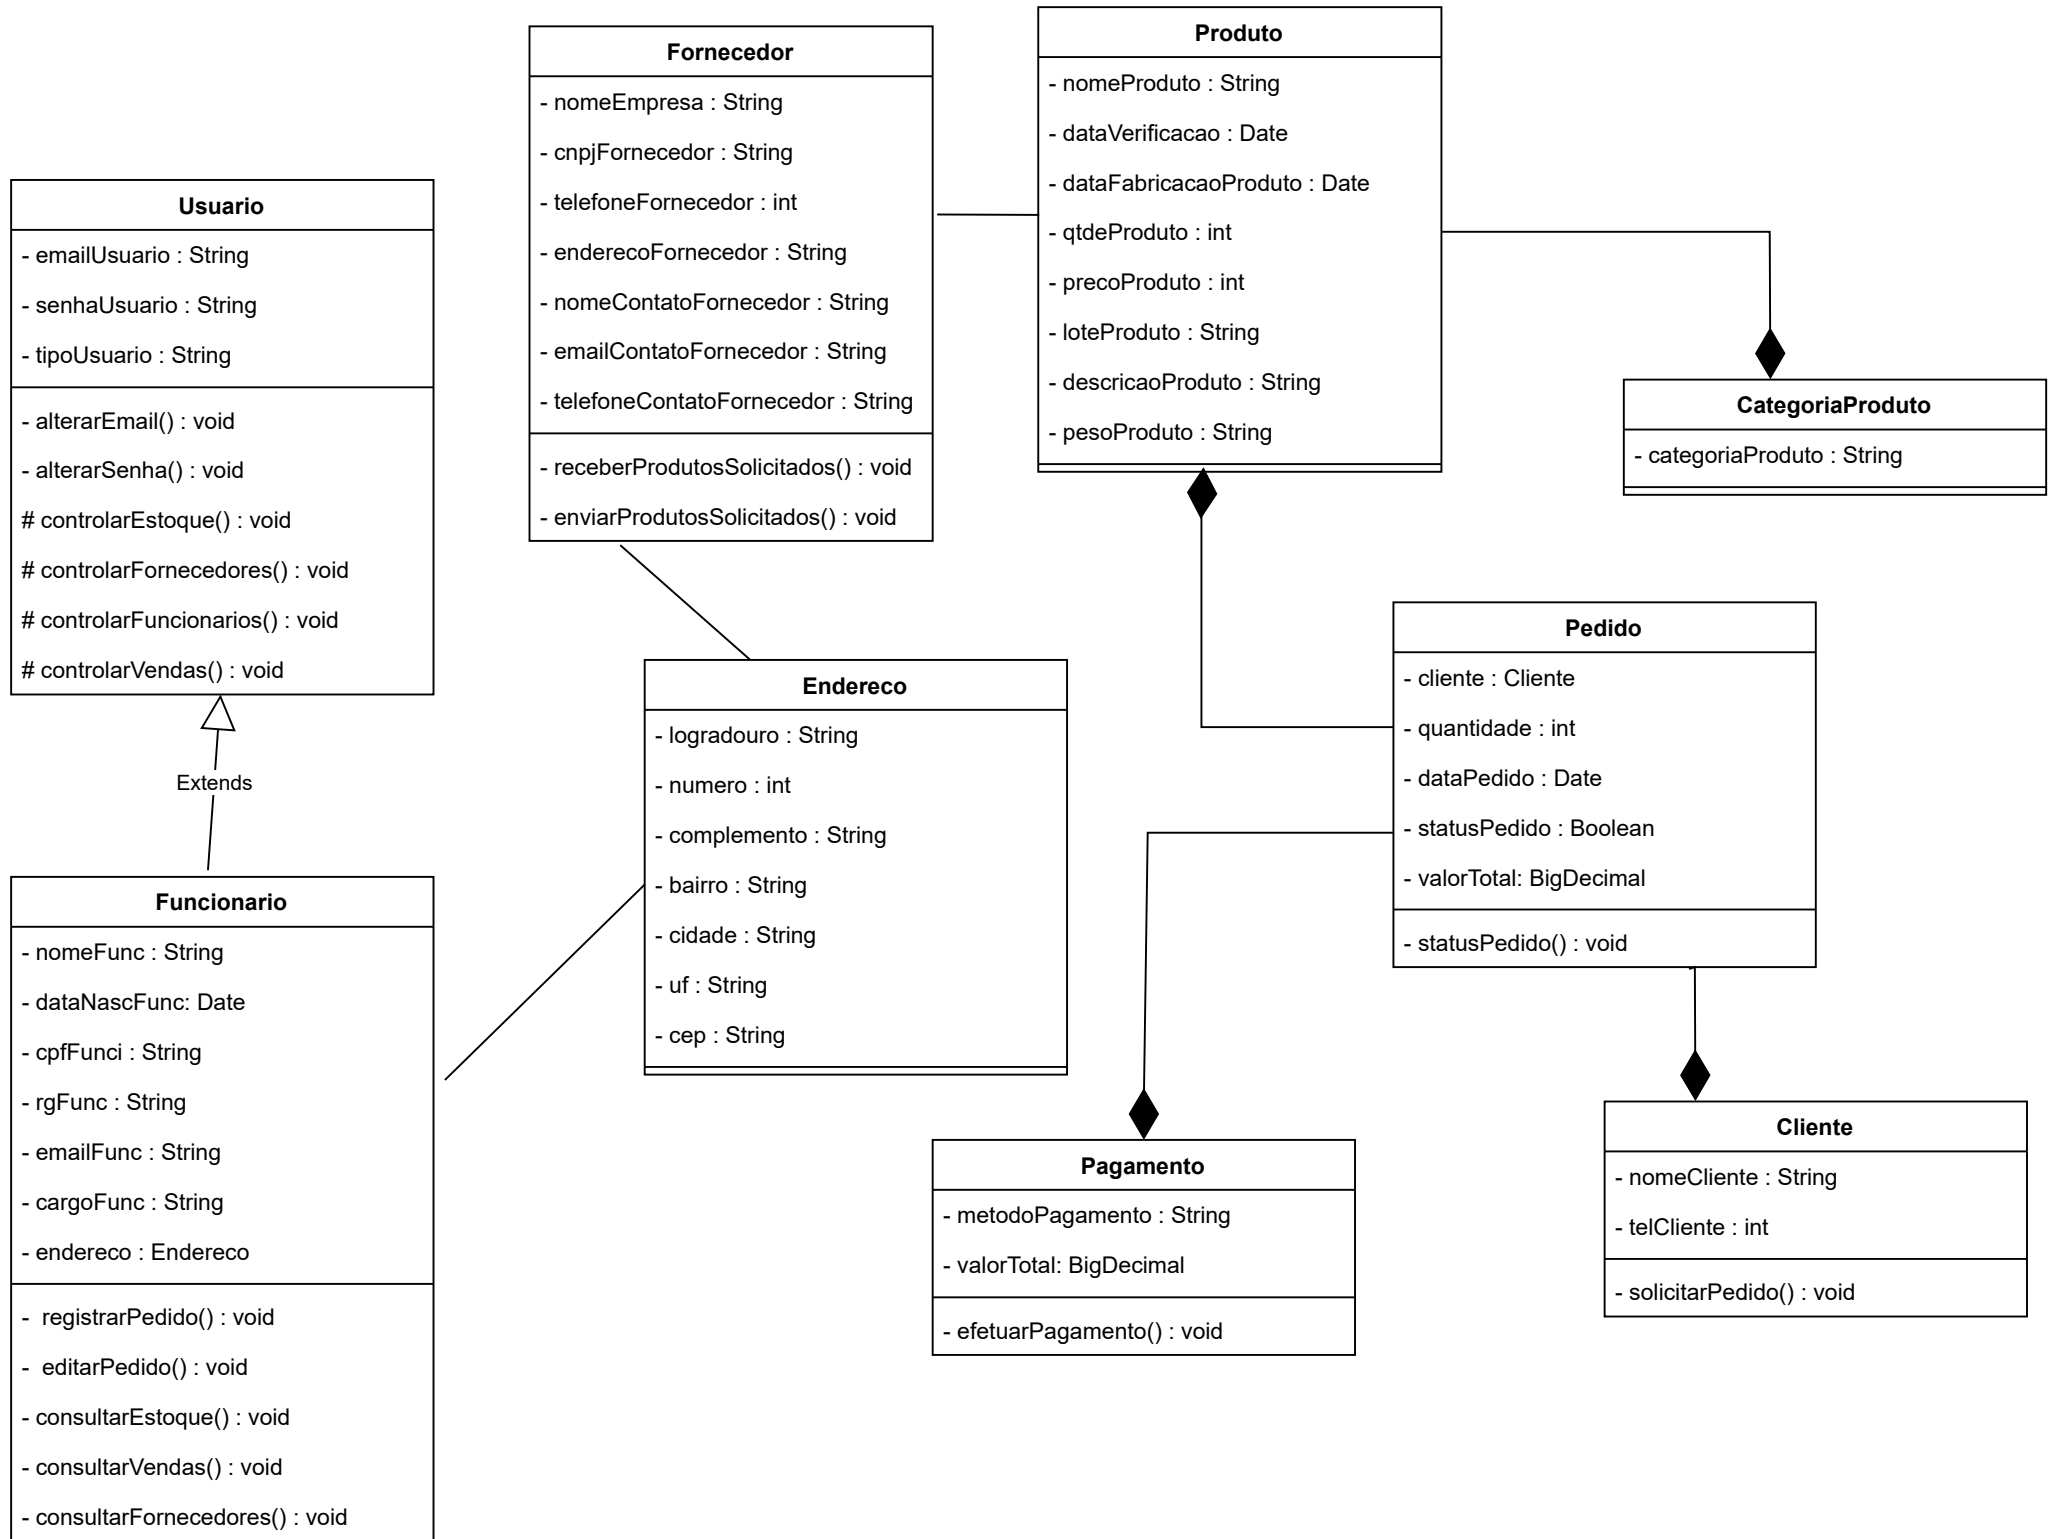 Usuario
- emailUsuario : String
- senhaUsuario : String
- tipoUsuario : String
- alterarEmail() : void
- alterarSenha() : void
# controlarEstoque() : void
# controlarFornecedores() : void
# controlarFuncionarios() : void
# controlarVendas() : void
Extends
Funcionario
- nomeFunc : String
- dataNascFunc: Date
- cpfFunci : String
- rgFunc : String
- emailFunc : String
- cargoFunc : String
- endereco : Endereco
- registrarPedido() : void
- editarPedido() : void
- consultarEstoque() : void
- consultarVendas() : void
- consultarFornecedores() : void
Fornecedor
- nomeEmpresa : String
- cnpjFornecedor : String
- telefoneFornecedor : int
- enderecoFornecedor : String
- nomeContatoFornecedor : String
- emailContatoFornecedor : String
- telefoneContatoFornecedor : String
- receberProdutosSolicitados() : void
- enviarProdutosSolicitados() : void
Endereco
- logradouro : String
- numero : int
- complemento : String
- bairro : String
- cidade : String
- uf : String
- cep : String
Produto
- nomeProduto : String
- dataVerificacao : Date
- dataFabricacaoProduto : Date
- qtdeProduto : int
- precoProduto : int
- loteProduto : String
- descricaoProduto : String
- pesoProduto : String
CategoriaProduto
- categoriaProduto : String
Pedido
- cliente : Cliente
- quantidade : int
- dataPedido : Date
- statusPedido : Boolean
- valorTotal: BigDecimal
- statusPedido() : void
Pagamento
- metodoPagamento : String
- valorTotal: BigDecimal
- efetuarPagamento() : void
Cliente
- nomeCliente : String
- telCliente : int
- solicitarPedido() : void